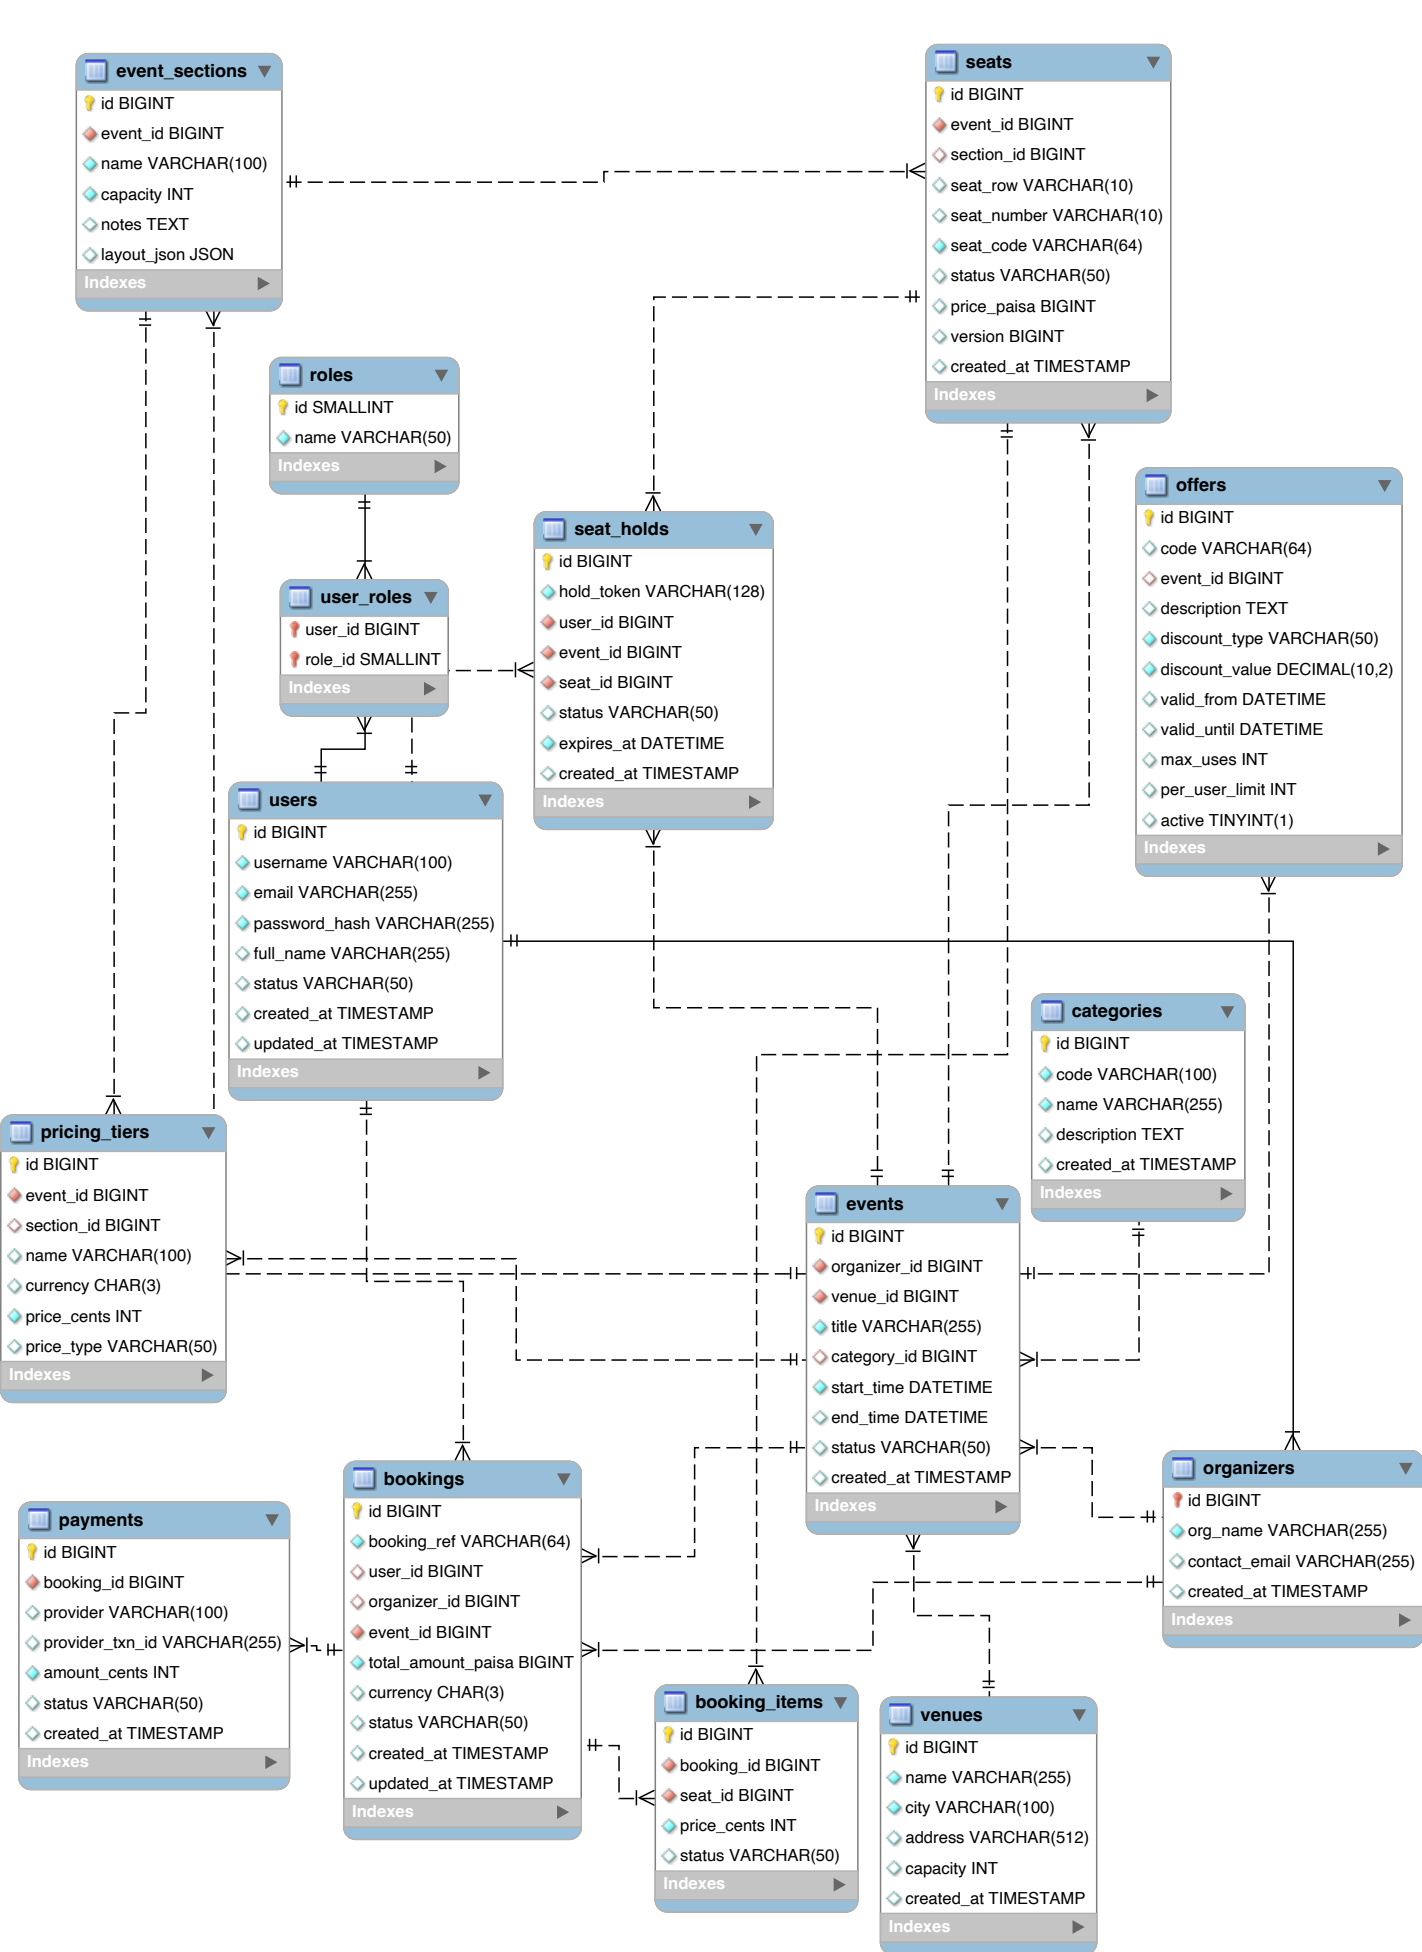 event_sections
id BIGINT
event_id BIGINT
name VARCHAR(100)
capacity INT
notes TEXT
layout_json JSON
Indexes
seats
id BIGINT
event_id BIGINT
section_id BIGINT
seat_row VARCHAR(10)
seat_number VARCHAR(10)
seat_code VARCHAR(64)
status VARCHAR(50)
price_paisa BIGINT
version BIGINT
created_at TIMESTAMP
Indexes
roles
id SMALLINT
name VARCHAR(50)
Indexes
offers
id BIGINT
code VARCHAR(64)
event_id BIGINT
description TEXT
discount_type VARCHAR(50)
discount_value DECIMAL(10,2)
valid_from DATETIME
valid_until DATETIME
max_uses INT
per_user_limit INT
active TINYINT(1)
Indexes
seat_holds
id BIGINT
hold_token VARCHAR(128)
user_id BIGINT
event_id BIGINT
seat_id BIGINT
status VARCHAR(50)
expires_at DATETIME
created_at TIMESTAMP
Indexes
user_roles
user_id BIGINT
role_id SMALLINT
Indexes
users
id BIGINT
username VARCHAR(100)
email VARCHAR(255)
password_hash VARCHAR(255)
full_name VARCHAR(255)
status VARCHAR(50)
created_at TIMESTAMP
updated_at TIMESTAMP
Indexes
categories
id BIGINT
code VARCHAR(100)
name VARCHAR(255)
description TEXT
created_at TIMESTAMP
Indexes
pricing_tiers
id BIGINT
event_id BIGINT
section_id BIGINT
name VARCHAR(100)
currency CHAR(3)
price_cents INT
price_type VARCHAR(50)
Indexes
events
id BIGINT
organizer_id BIGINT
venue_id BIGINT
title VARCHAR(255)
category_id BIGINT
start_time DATETIME
end_time DATETIME
status VARCHAR(50)
created_at TIMESTAMP
Indexes
organizers
id BIGINT
org_name VARCHAR(255)
contact_email VARCHAR(255)
created_at TIMESTAMP
Indexes
bookings
id BIGINT
booking_ref VARCHAR(64)
user_id BIGINT
organizer_id BIGINT
event_id BIGINT
total_amount_paisa BIGINT
currency CHAR(3)
status VARCHAR(50)
created_at TIMESTAMP
updated_at TIMESTAMP
Indexes
payments
id BIGINT
booking_id BIGINT
provider VARCHAR(100)
provider_txn_id VARCHAR(255)
amount_cents INT
status VARCHAR(50)
created_at TIMESTAMP
Indexes
booking_items
id BIGINT
booking_id BIGINT
seat_id BIGINT
price_cents INT
status VARCHAR(50)
Indexes
venues
id BIGINT
name VARCHAR(255)
city VARCHAR(100)
address VARCHAR(512)
capacity INT
created_at TIMESTAMP
Indexes